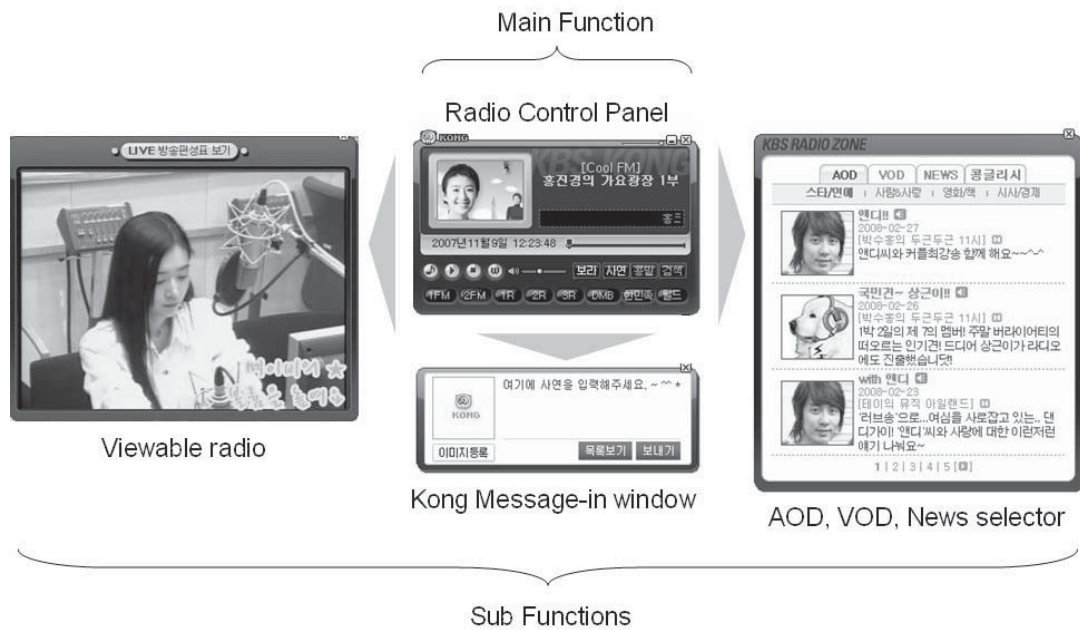 Main Function
Radio Control Panel
LIVE 방송편성표 보기
KONG
KBS KONG
[Cool FM]
홍진경의 가요광장 1부
홍
2007년11월9일 12:23:48
보라 사연 콩밭 검색
1FM 2FM 1R 2R 3R DMB 한민족 월드
KBS RADIO ZONE
AOD VOD NEWS 콩글리시
스타/연예 사람&사랑 영화/책 시사/경제
앤디!!
2008-02-27
[박수홍의 두근두근 11시]
앤디씨와 커플최강송 함께 해요~~^^
국민견~ 상근이!!
2008-02-26
[박수홍의 두근두근 11시]
1박 2일의 제 7의 멤버! 주말 버라이어티의
떠오르는 인기견! 드디어 상근이가 라디오
에도 진출했습니닷!
with 앤디
2008-02-23
[테이의 뮤직 아일랜드]
'러브송'으로...여심을 사로잡고 있는.. 댄
디가이! '앤디'씨와 사랑에 대한 이런저런
얘기 나눠요~
1 | 2 | 3 | 4 | 5
여기에 사연을 입력해주세요. ~ ^^ *
KONG
이미지등록
목록보기 보내기
Viewable radio
Kong Message-in window
AOD, VOD, News selector
Sub Functions